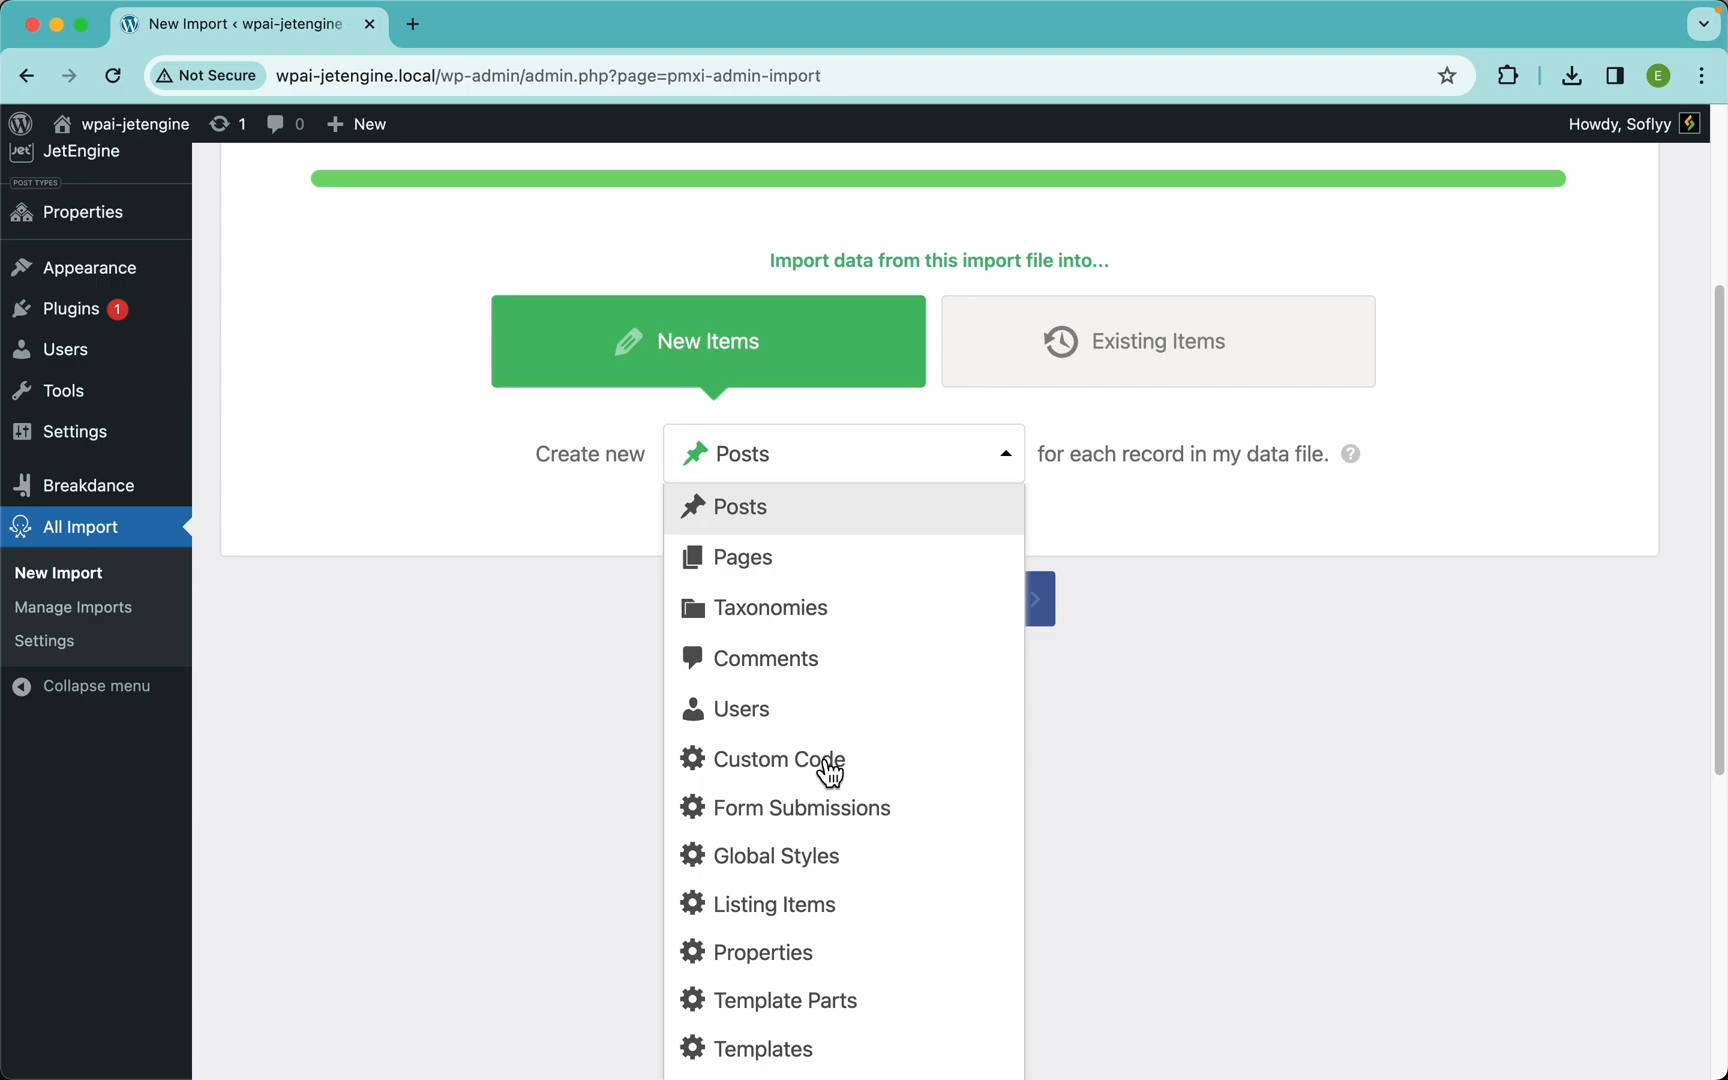 New Import ‹ wpai-jetengine
Not Secure
wpai-jetengine.local/wp-admin/admin.php?page=pmxi-admin-import
E
wpai-jetengine
1
0
New
Howdy, Soflyy
Jet
JetEngine
POST TYPES
Properties
Appearance
Plugins 1
Users
Tools
Settings
Breakdance
All Import
New Import
Manage Imports
Settings
Collapse menu
Import data from this import file into...
New Items
Existing Items
Create new
Posts
for each record in my data file. ?
Posts
Pages
Taxonomies
Comments
Users
Custom Code
Form Submissions
Global Styles
Listing Items
Properties
Template Parts
Templates